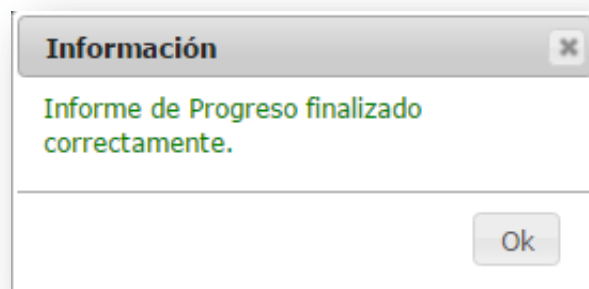 Información
Informe de Progreso finalizado
correctamente.
Ok